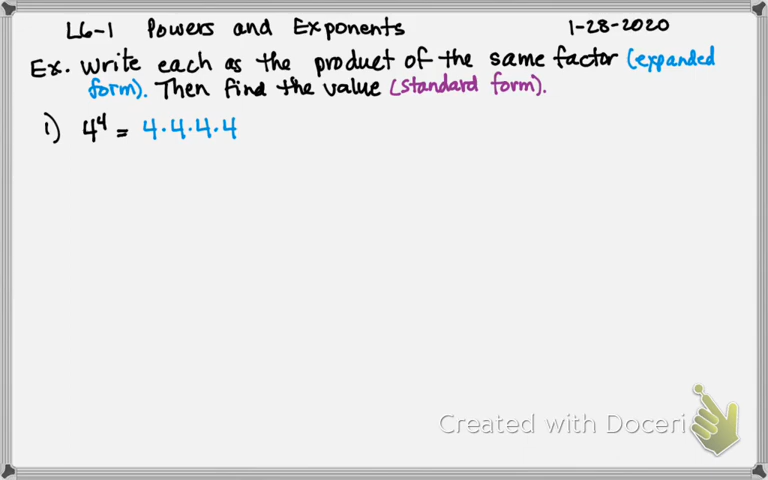 L6-1 Powers and Exponents 1-28-2020
Ex. Write each as the product of the same factor (expanded
form). Then find the value (standard form).
1) 4⁴ = 4·4·4·4
Created with Doceri